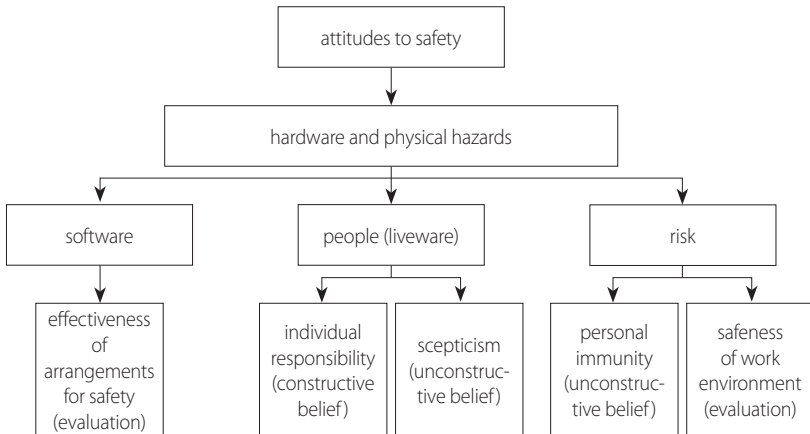 attitudes to safety
hardware and physical hazards
software
people (liveware)
risk
effectiveness
of
arrangements
for safety
(evaluation)
individual
responsibility
(constructive
belief)
scepticism
(unconstruc-
tive belief)
personal
immunity
(unconstruc-
tive belief)
safeness
of work
environment
(evaluation)